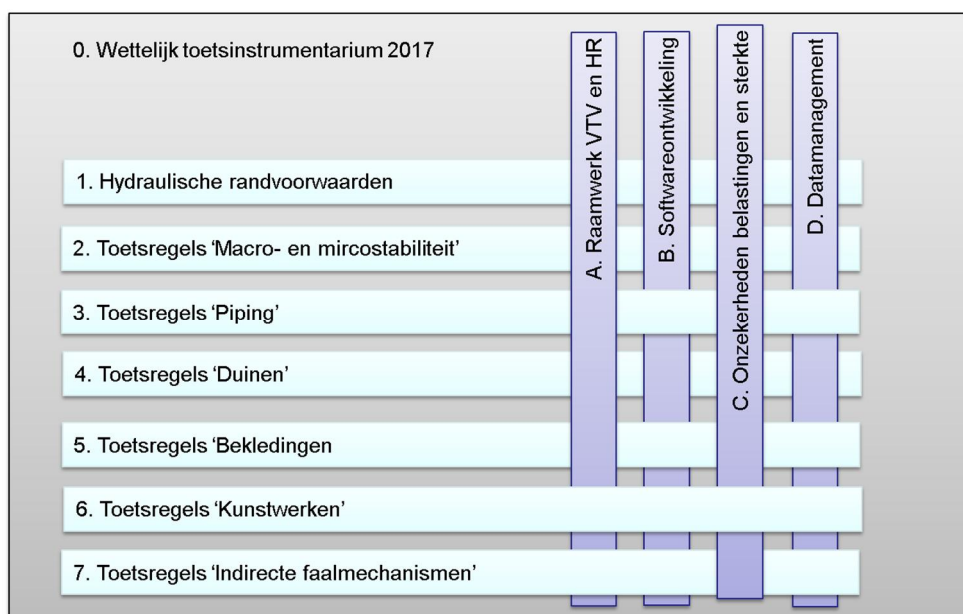 0. Wettelijk toetsinstrumentarium 2017
1. Hydraulische randvoorwaarden
2. Toetsregels ‘Macro- en mircostabiliteit’
3. Toetsregels ‘Piping’
4. Toetsregels ‘Duinen’
5. Toetsregels ‘Bekledingen
6. Toetsregels ‘Kunstwerken’
7. Toetsregels ‘Indirecte faalmechanismen’
A. Raamwerk VTV en HR
B. Softwareontwikkeling
C. Onzekerheden belastingen en sterkte
D. Datamanagement